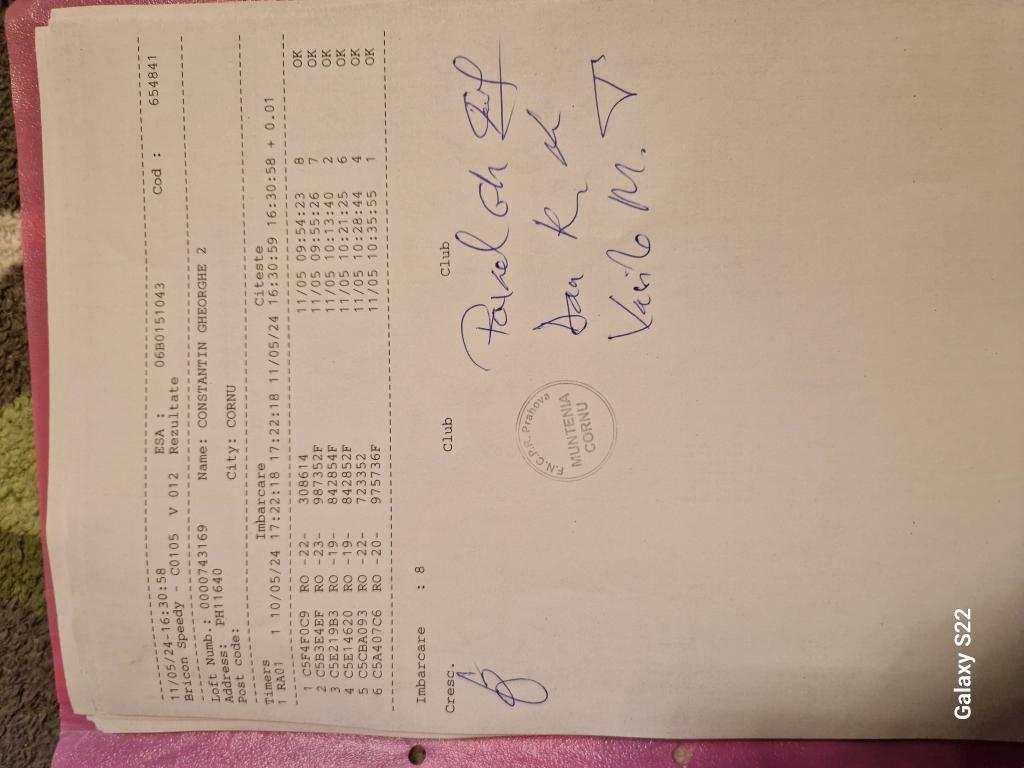 11/05/24-16:30:58 ESA : 06B0151043 Cod : 654841
Bricon Speedy - C0105 V 012 Rezultate
Loft Numb.: 0000743169 Name: CONSTANTIN GHEORGHE 2
Address: PH11640 City: CORNU
Post code:
Timers Imbarcare Citeste
1 RA01 1 10/05/24 17:22:18 17:22:18 11/05/24 16:30:59 16:30:58 + 0.01
1 C5F4F0C9 RO -22- 308614 11/05 09:54:23 8 OK
2 C5B3E4EF RO -23- 987352F 11/05 09:55:26 7 OK
3 C5E219B3 RO -19- 842854F 11/05 10:13:40 2 OK
4 C5E14620 RO -19- 842852F 11/05 10:21:25 6 OK
5 C5CBA093 RO -22- 723352 11/05 10:28:44 4 OK
6 C5A407C6 RO -20- 975736F 11/05 10:35:55 1 OK
Imbarcare : 8
Cresc. Club Club
F.N.C.P.R. Prahova
MUNTENIA
CORNU
Galaxy S22